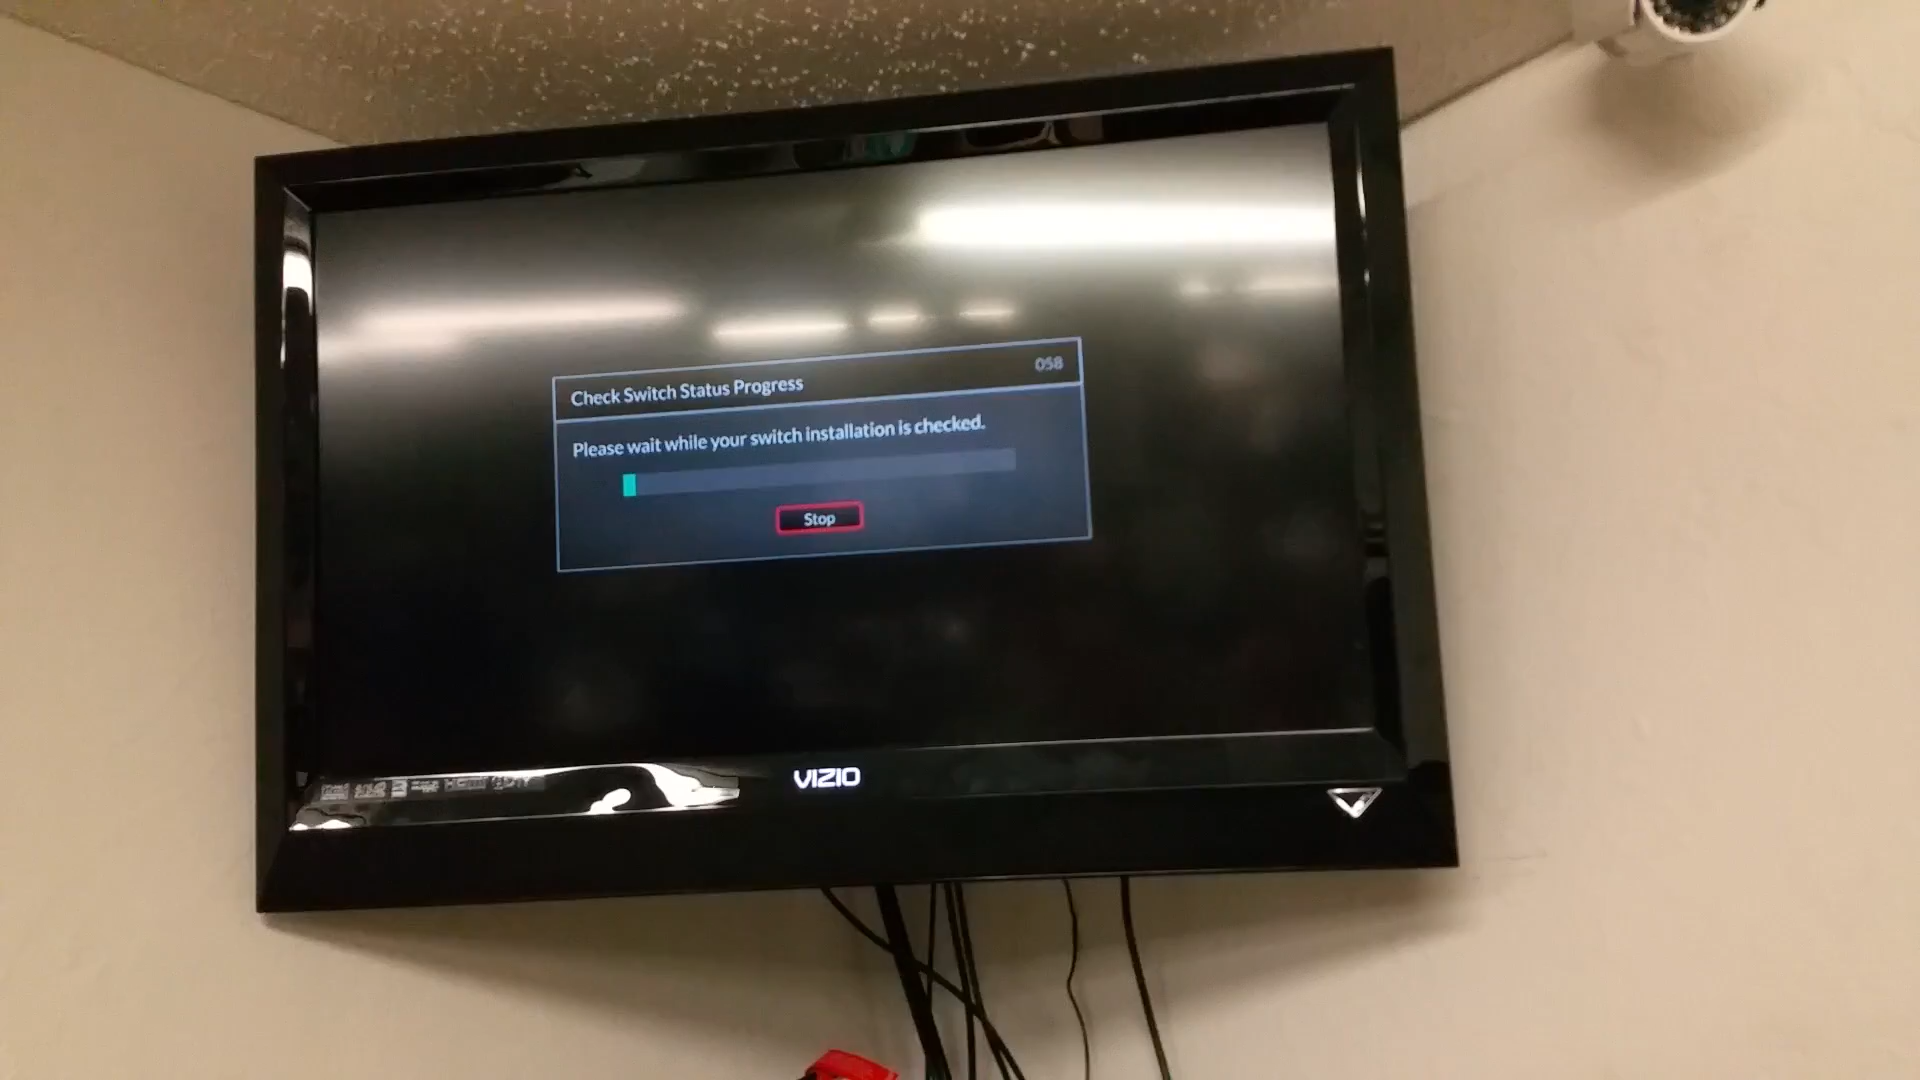 Check Switch Status Progress 058
Please wait while your switch installation is checked.
Stop
VIZIO